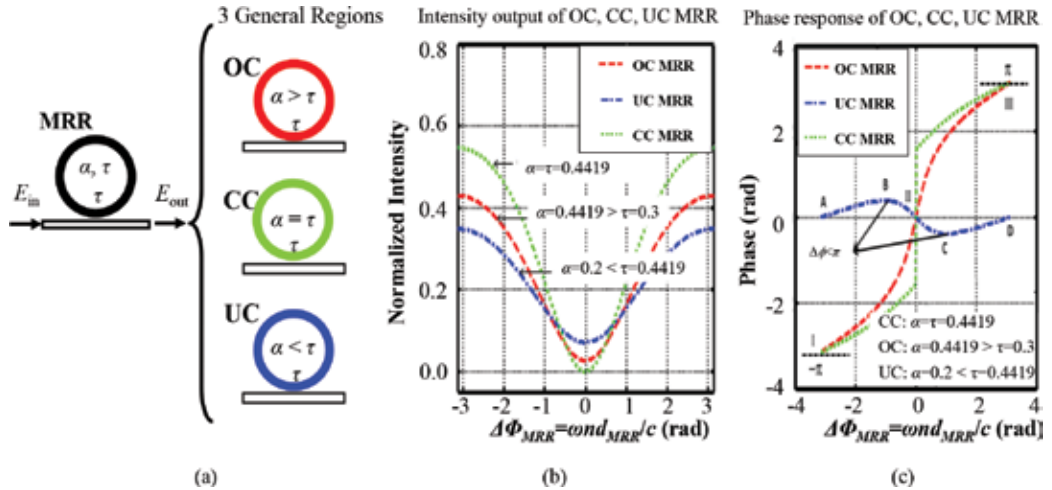 3 General Regions
MRR
α, τ
τ
E_in
E_out
OC
α > τ
τ
CC
α = τ
τ
UC
α < τ
τ
(a)
Intensity output of OC, CC, UC MRR
Normalized Intensity
0.8
0.6
0.4
0.2
0.0
OC MRR
UC MRR
CC MRR
α=τ=0.4419
α=0.4419 > τ=0.3
α=0.2 < τ=0.4419
-3 -2 -1 0 1 2 3
ΔΦ_MRR=ωnd_MRR/c (rad)
(b)
Phase response of OC, CC, UC MRR
Phase (rad)
4
2
0
-2
-4
OC MRR
UC MRR
CC MRR
π
III
A
B
II
C
D
Δϕ<π
I
-π
CC: α=τ=0.4419
OC: α=0.4419 > τ=0.3
UC: α=0.2 < τ=0.4419
-4 -2 0 2 4
ΔΦ_MRR=ωnd_MRR/c (rad)
(c)